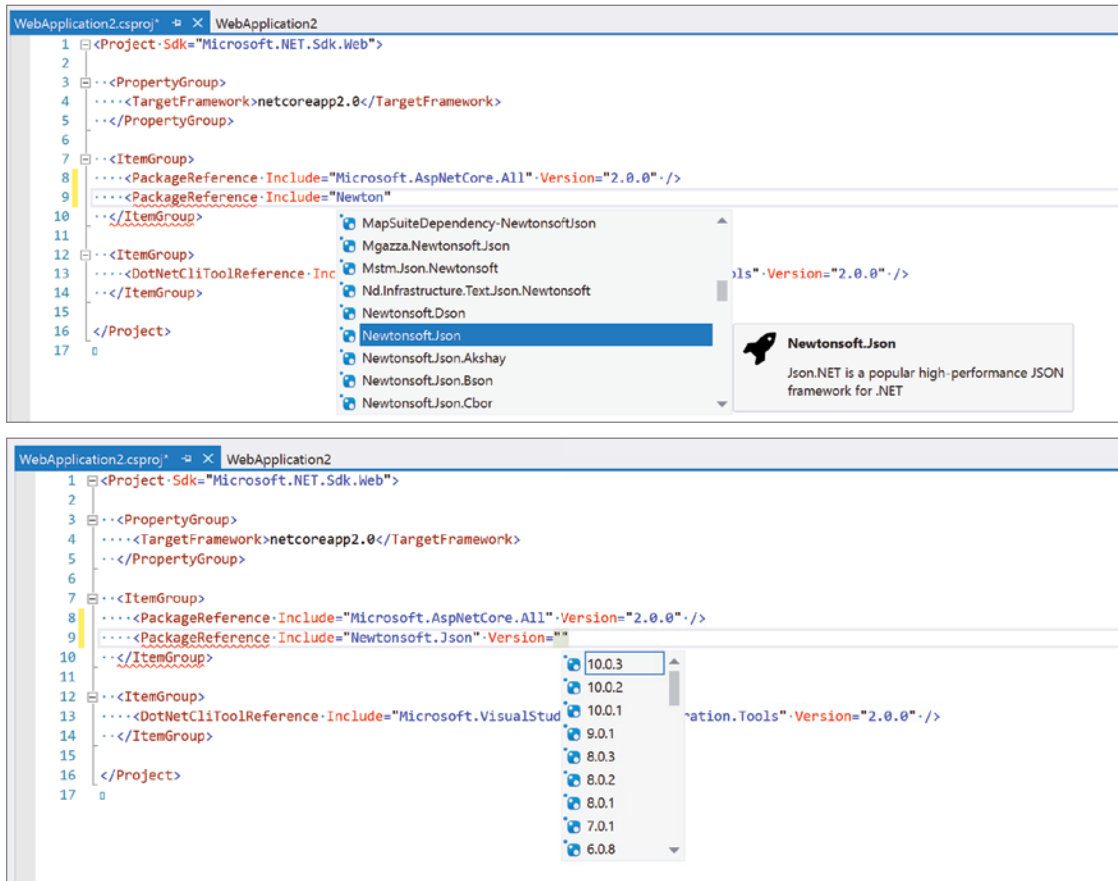 WebApplication2.csproj* WebApplication2
1 <Project·Sdk="Microsoft.NET.Sdk.Web">
2
3 ··<PropertyGroup>
4 ····<TargetFramework>netcoreapp2.0</TargetFramework>
5 ··</PropertyGroup>
6
7 ··<ItemGroup>
8 ····<PackageReference·Include="Microsoft.AspNetCore.All"·Version="2.0.0"·/>
9 ····<PackageReference·Include="Newton"
10 ··</ItemGroup>
MapSuiteDependency-NewtonsoftJson
11
Mgazza.Newtonsoft.Json
12 ··<ItemGroup>
13 ····<DotNetCliToolReference·Inc
Mstm.Json.Newtonsoft
ols"·Version="2.0.0"·/>
14 ··</ItemGroup>
Nd.Infrastructure.Text.Json.Newtonsoft
15
Newtonsoft.Dson
16 </Project>
Newtonsoft.Json
17
Newtonsoft.Json.Akshay
Newtonsoft.Json.Bson
Newtonsoft.Json.Cbor
Newtonsoft.Json
Json.NET is a popular high-performance JSON
framework for .NET
WebApplication2.csproj* WebApplication2
1 <Project·Sdk="Microsoft.NET.Sdk.Web">
2
3 ··<PropertyGroup>
4 ····<TargetFramework>netcoreapp2.0</TargetFramework>
5 ··</PropertyGroup>
6
7 ··<ItemGroup>
8 ····<PackageReference·Include="Microsoft.AspNetCore.All"·Version="2.0.0"·/>
9 ····<PackageReference·Include="Newtonsoft.Json"·Version=""
10 ··</ItemGroup>
10.0.3
11
10.0.2
12 ··<ItemGroup>
13 ····<DotNetCliToolReference·Include="Microsoft.VisualStud
10.0.1
ation.Tools"·Version="2.0.0"·/>
14 ··</ItemGroup>
9.0.1
15
8.0.3
16 </Project>
8.0.2
17
8.0.1
7.0.1
6.0.8